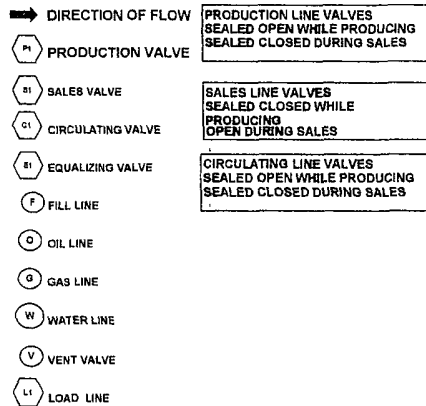 DIRECTION OF FLOW
P1 PRODUCTION VALVE
S1 SALES VALVE
C1 CIRCULATING VALVE
E1 EQUALIZING VALVE
F FILL LINE
O OIL LINE
G GAS LINE
W WATER LINE
V VENT VALVE
L1 LOAD LINE
PRODUCTION LINE VALVES
SEALED OPEN WHILE PRODUCING
SEALED CLOSED DURING SALES
SALES LINE VALVES
SEALED CLOSED WHILE
PRODUCING
OPEN DURING SALES
CIRCULATING LINE VALVES
SEALED OPEN WHILE PRODUCING
SEALED CLOSED DURING SALES